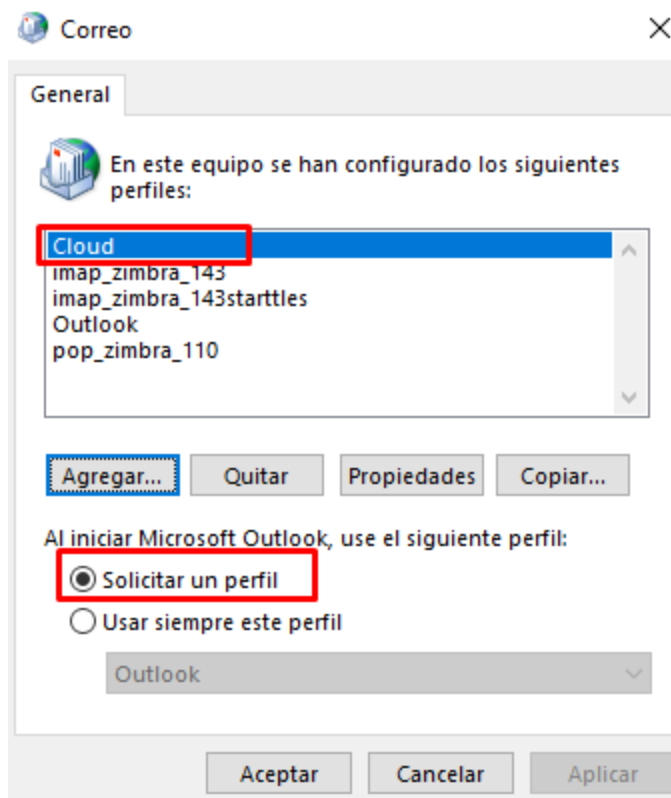 Correo
General
En este equipo se han configurado los siguientes
perfiles:
Cloud
imap_zimbra_143
imap_zimbra_143starttles
Outlook
pop_zimbra_110
Agregar... Quitar Propiedades Copiar...
Al iniciar Microsoft Outlook, use el siguiente perfil:
Solicitar un perfil
Usar siempre este perfil
Outlook
Aceptar Cancelar Aplicar